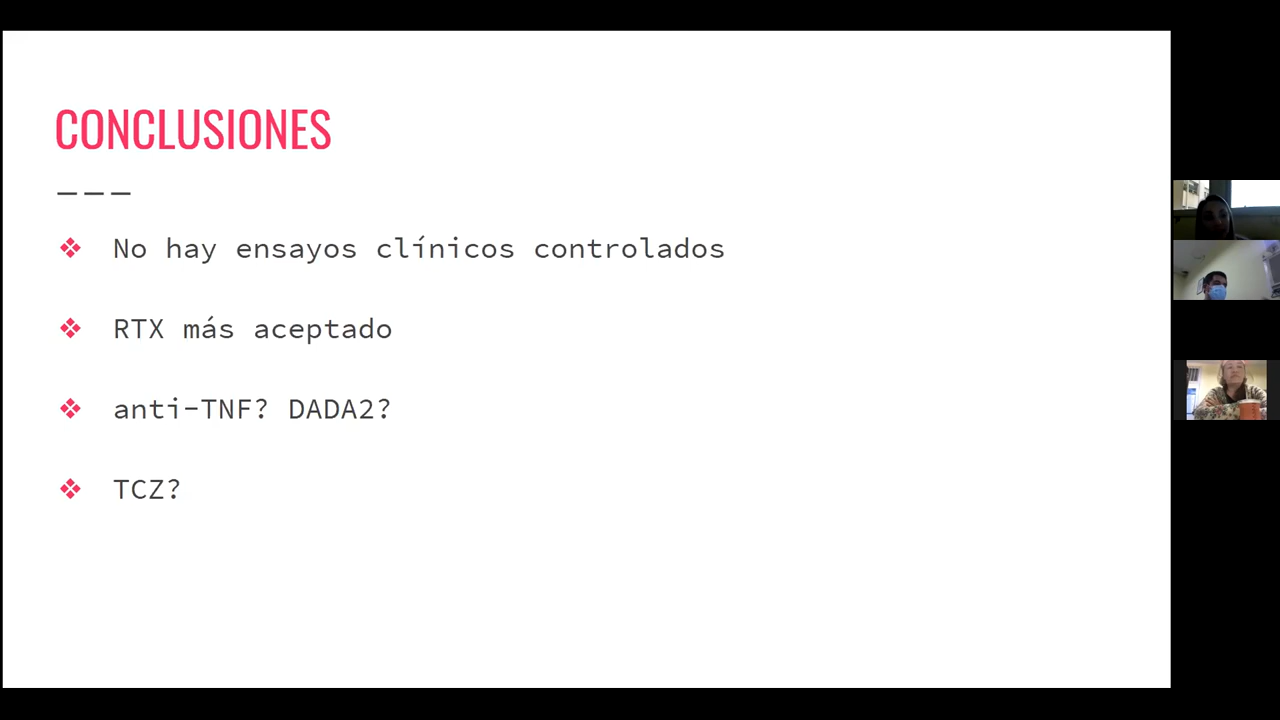 CONCLUSIONES
No hay ensayos clínicos controlados
RTX más aceptado
anti-TNF? DADA2?
TCZ?